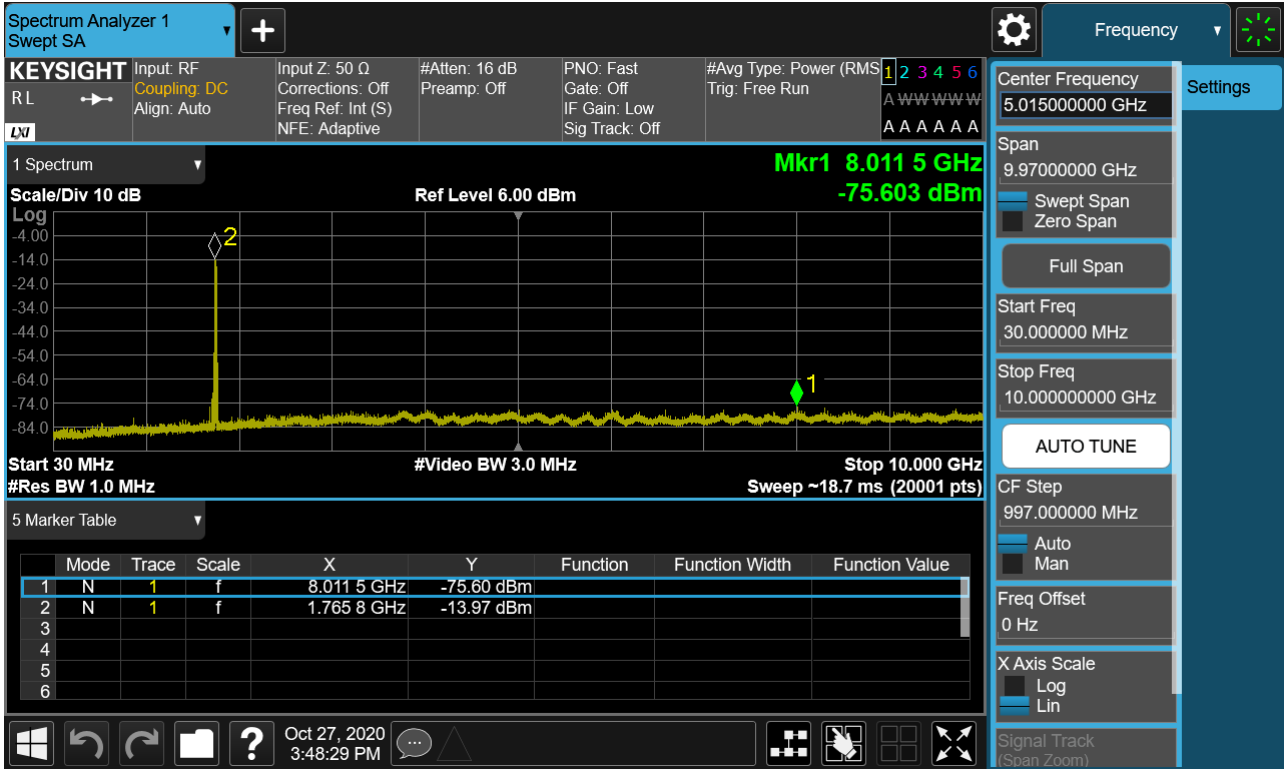 Spectrum Analyzer 1
Swept SA
+
Frequency
KEYSIGHT
R L
LXI
Input: RF
Coupling: DC
Align: Auto
Input Z: 50 Ω
Corrections: Off
Freq Ref: Int (S)
NFE: Adaptive
#Atten: 16 dB
Preamp: Off
PNO: Fast
Gate: Off
IF Gain: Low
Sig Track: Off
#Avg Type: Power (RMS
Trig: Free Run
1 2 3 4 5 6
A W W W W W
A A A A A A
1 Spectrum
Mkr1 8.011 5 GHz
Scale/Div 10 dB
Ref Level 6.00 dBm
-75.603 dBm
Log
-4.00
-14.0
-24.0
-34.0
-44.0
-54.0
-64.0
-74.0
-84.0
2
1
Start 30 MHz
#Video BW 3.0 MHz
Stop 10.000 GHz
#Res BW 1.0 MHz
Sweep ~18.7 ms (20001 pts)
5 Marker Table
Mode Trace Scale X Y Function Function Width Function Value
1 N 1 f 8.011 5 GHz -75.60 dBm
2 N 1 f 1.765 8 GHz -13.97 dBm
3
4
5
6
?
Oct 27, 2020
3:48:29 PM
Center Frequency
5.015000000 GHz
Settings
Span
9.97000000 GHz
Swept Span
Zero Span
Full Span
Start Freq
30.000000 MHz
Stop Freq
10.000000000 GHz
AUTO TUNE
CF Step
997.000000 MHz
Auto
Man
Freq Offset
0 Hz
X Axis Scale
Log
Lin
Signal Track
(Span Zoom)